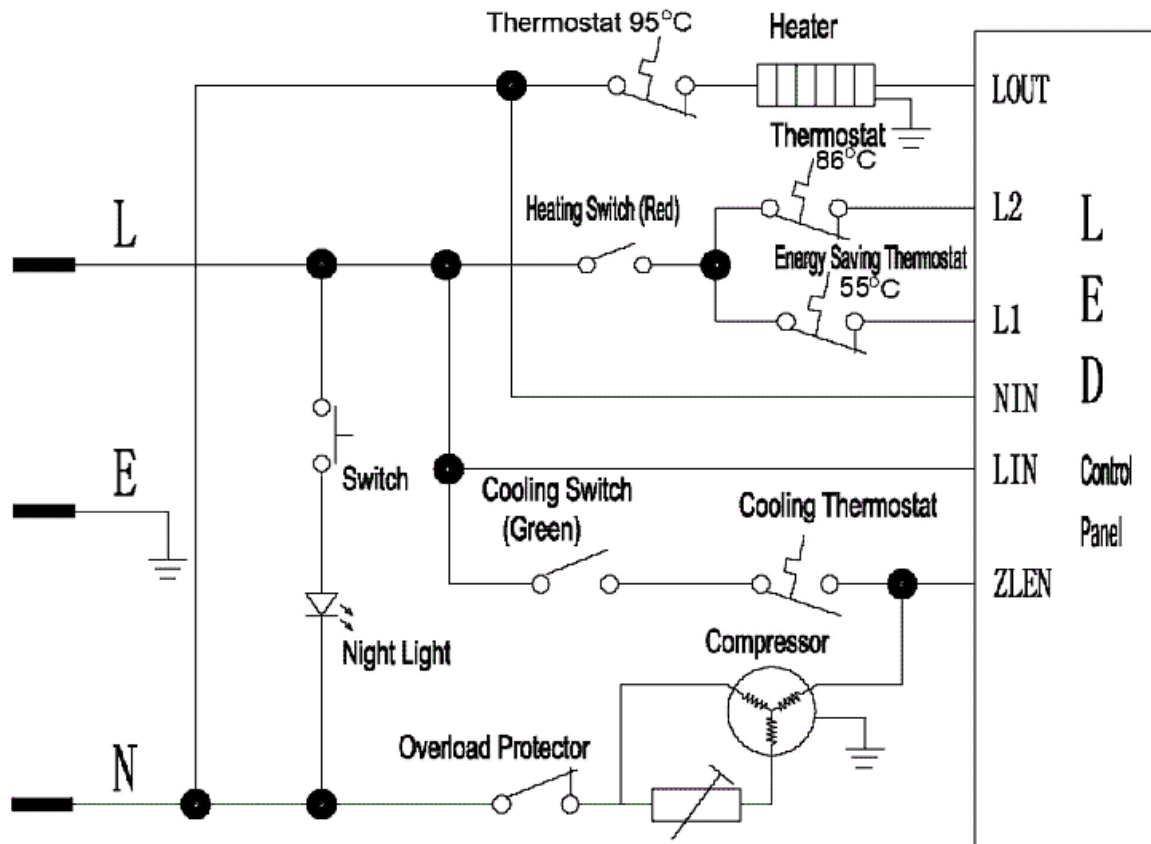 Thermostat 95°C
Heater
LOUT
Thermostat
86°C
Heating Switch (Red)
L2
L
L
Energy Saving Thermostat
55°C
L1
E
NIN
D
E
Switch
Cooling Switch
(Green)
Cooling Thermostat
LIN
Control
Panel
ZLEN
Night Light
Compressor
N
Overload Protector